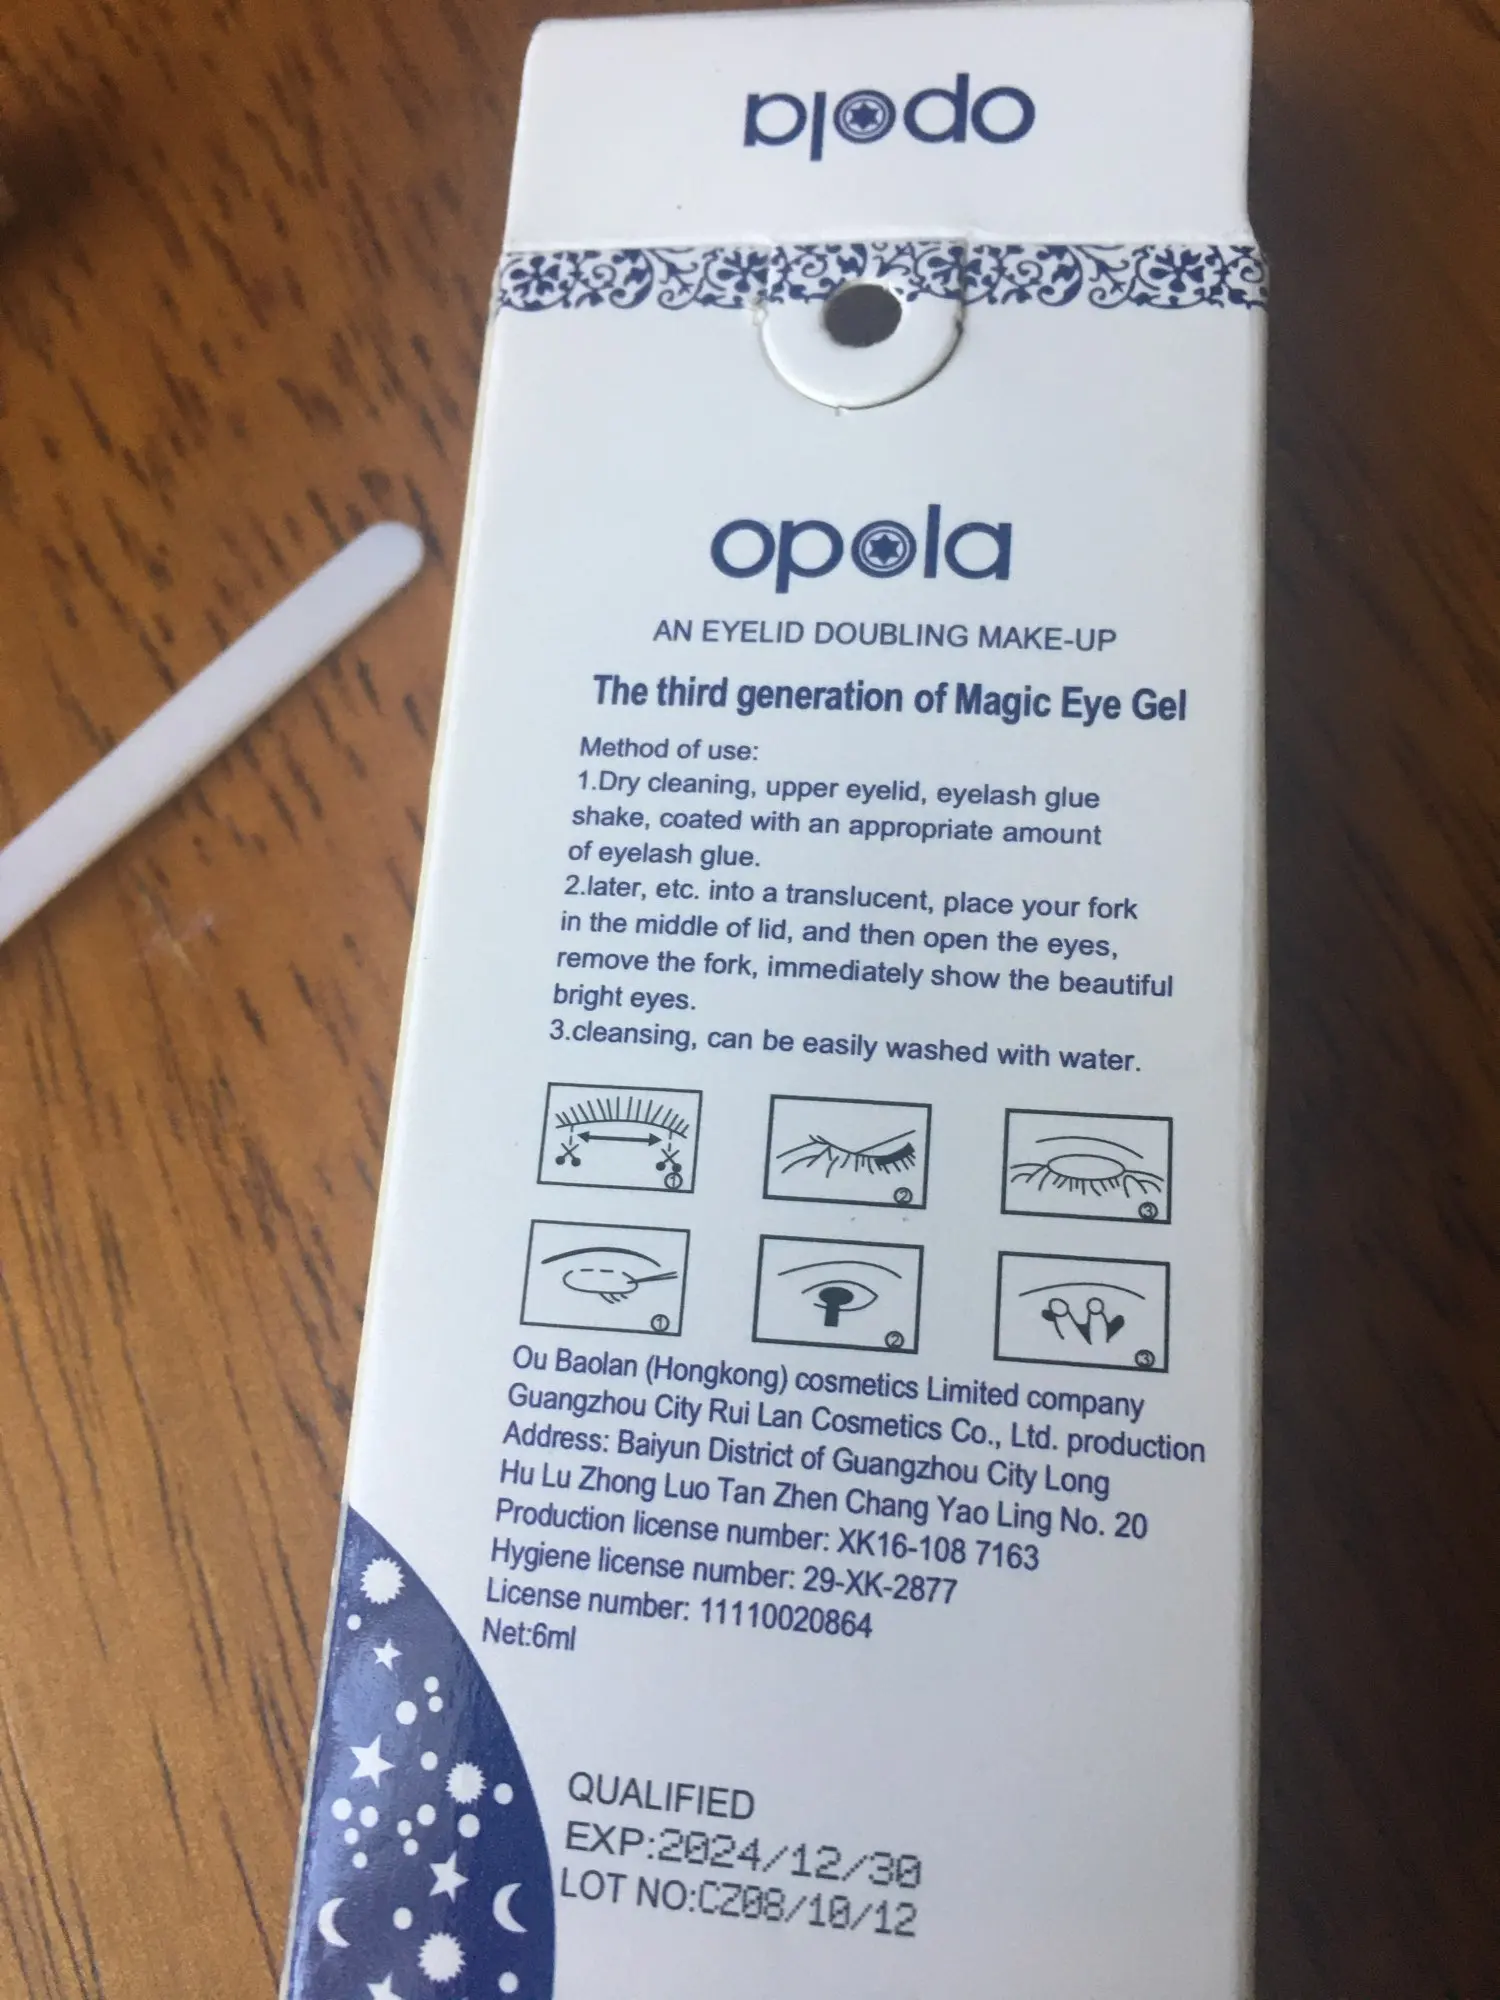 opola
opola
AN EYELID DOUBLING MAKE-UP
The third generation of Magic Eye Gel
Method of use:
1.Dry cleaning, upper eyelid, eyelash glue
shake, coated with an appropriate amount
of eyelash glue.
2.later, etc. into a translucent, place your fork
in the middle of lid, and then open the eyes,
remove the fork, immediately show the beautiful
bright eyes.
3.cleansing, can be easily washed with water.
① ② ③
① ② ③
Ou Baolan (Hongkong) cosmetics Limited company
Guangzhou City Rui Lan Cosmetics Co., Ltd. production
Address: Baiyun District of Guangzhou City Long
Hu Lu Zhong Luo Tan Zhen Chang Yao Ling No. 20
Production license number: XK16-108 7163
Hygiene license number: 29-XK-2877
License number: 11110020864
Net:6ml
QUALIFIED
EXP:2024/12/30
LOT NO:CZ08/10/12